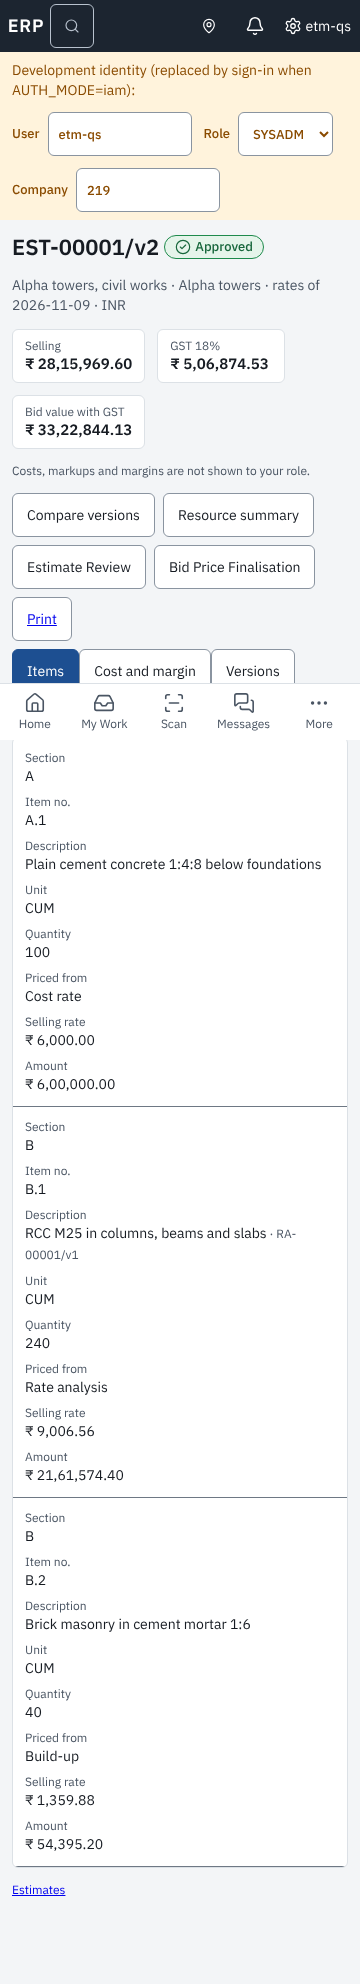 ERP
etm-qs
Development identity (replaced by sign-in when
AUTH_MODE=iam):
User
etm-qs
Role
SYSADM
Company
219
EST-00001/v2
Approved
Alpha towers, civil works · Alpha towers · rates of
2026-11-09 · INR
Selling
₹ 28,15,969.60
GST 18%
₹ 5,06,874.53
Bid value with GST
₹ 33,22,844.13
Costs, markups and margins are not shown to your role.
Compare versions
Resource summary
Estimate Review
Bid Price Finalisation
Print
Items
Cost and margin
Versions
Home
My Work
Scan
Messages
More
Section
A
Item no.
A.1
Description
Plain cement concrete 1:4:8 below foundations
Unit
CUM
Quantity
100
Priced from
Cost rate
Selling rate
₹ 6,000.00
Amount
₹ 6,00,000.00
Section
B
Item no.
B.1
Description
RCC M25 in columns, beams and slabs · RA-
00001/v1
Unit
CUM
Quantity
240
Priced from
Rate analysis
Selling rate
₹ 9,006.56
Amount
₹ 21,61,574.40
Section
B
Item no.
B.2
Description
Brick masonry in cement mortar 1:6
Unit
CUM
Quantity
40
Priced from
Build-up
Selling rate
₹ 1,359.88
Amount
₹ 54,395.20
Estimates